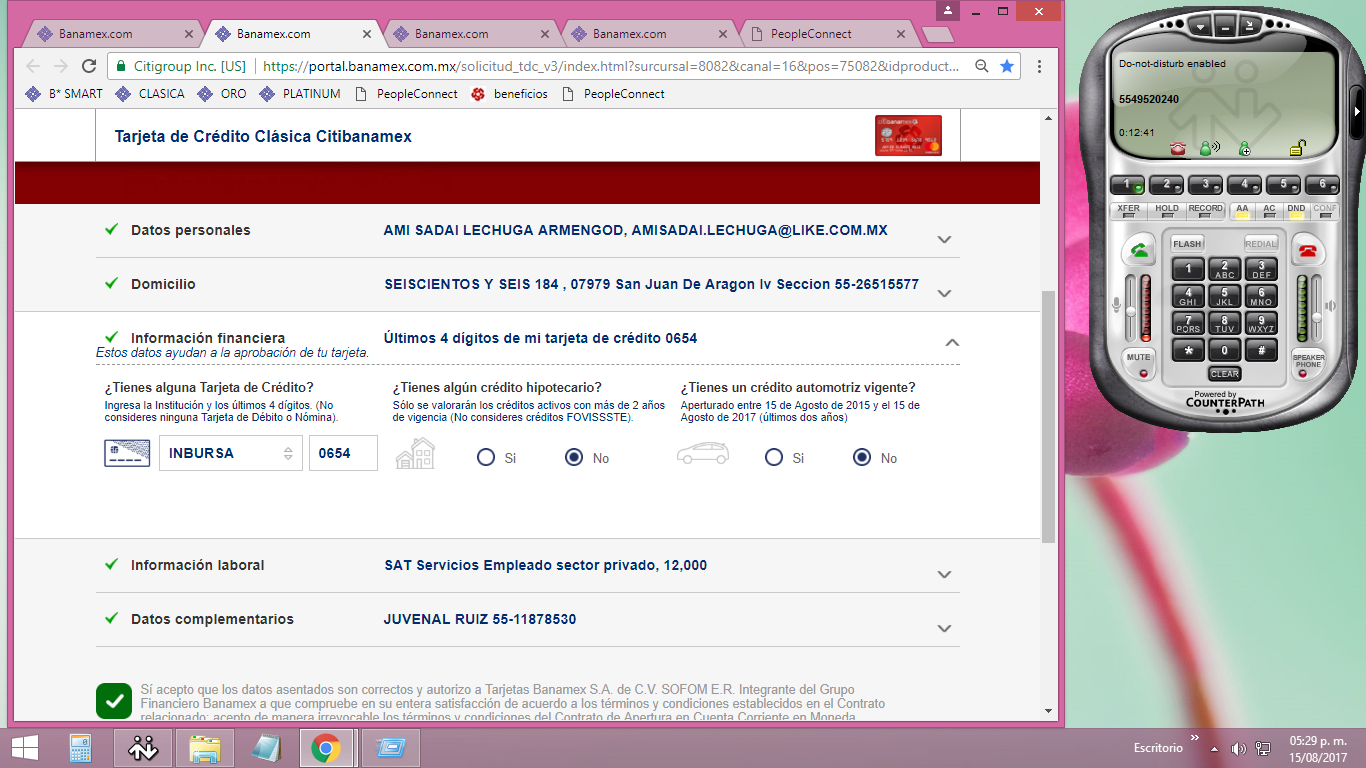 Banamex.com
Banamex.com
Banamex.com
Banamex.com
PeopleConnect
Citigroup Inc. [US]
https://portal.banamex.com.mx/solicitud_tdc_v3/index.html?sursursal=8082&canal=16&pos=75082&idproduct...
B* SMART
CLASICA
ORO
PLATINUM
PeopleConnect
beneficios
PeopleConnect
Tarjeta de Crédito Clásica Citibanamex
Datos personales
AMI SADAI LECHUGA ARMENGOD, AMISADAI.LECHUGA@LIKE.COM.MX
Domicilio
SEISCIENTOS Y SEIS 184 , 07979 San Juan De Aragon Iv Seccion 55-26515577
Información financiera
Últimos 4 dígitos de mi tarjeta de crédito 0654
Estos datos ayudan a la aprobación de tu tarjeta.
¿Tienes alguna Tarjeta de Crédito?
Ingresa la Institución y los últimos 4 dígitos. (No
consideres ninguna Tarjeta de Débito o Nómina).
INBURSA
0654
¿Tienes algún crédito hipotecario?
Sólo se valorarán los créditos activos con más de 2 años
de vigencia (No consideres créditos FOVISSSTE).
Si
No
¿Tienes un crédito automotriz vigente?
Aperturado entre 15 de Agosto de 2015 y el 15 de
Agosto de 2017 (últimos dos años)
Si
No
Información laboral
SAT Servicios Empleado sector privado, 12,000
Datos complementarios
JUVENAL RUIZ 55-11878530
Sí acepto que los datos asentados son correctos y autorizo a Tarjetas Banamex S.A. de C.V. SOFOM E.R. Integrante del Grupo
Financiero Banamex a que compruebe en su entera satisfacción de acuerdo a los términos y condiciones establecidos en el Contrato
relacionado; acepto de manera irrevocable los términos y condiciones del Contrato de Apertura en Cuenta Corriente en Moneda
Do-not-disturb enabled
5549520240
0:12:41
1
2
3
4
5
6
XFER
HOLD
RECORD
AA
AC
DND
CONF
FLASH
REDIAL
1
2 ABC
3 DEF
4 GHI
5 JKL
6 MNO
7 PQRS
8 TUV
9 WXYZ
*
0
#
MUTE
CLEAR
SPEAKER
PHONE
Powered by
COUNTERPATH
Escritorio
05:29 p. m.
15/08/2017